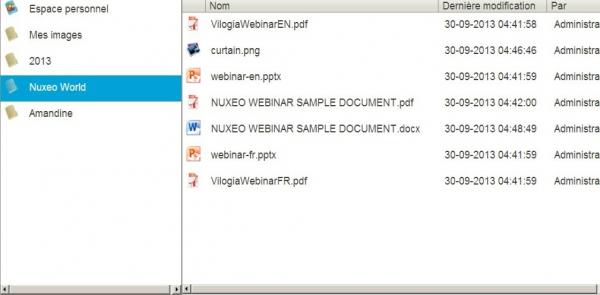 Espace personnel
Mes images
2013
Nuxeo World
Amandine
Nom Dernière modification Par
VilogiaWebinarEN.pdf 30-09-2013 04:41:58 Administra
curtain.png 30-09-2013 04:46:46 Administra
webinar-en.pptx 30-09-2013 04:41:59 Administra
NUXEO WEBINAR SAMPLE DOCUMENT.pdf 30-09-2013 04:42:00 Administra
NUXEO WEBINAR SAMPLE DOCUMENT.docx 30-09-2013 04:48:49 Administra
webinar-fr.pptx 30-09-2013 04:41:59 Administra
VilogiaWebinarFR.pdf 30-09-2013 04:41:59 Administra